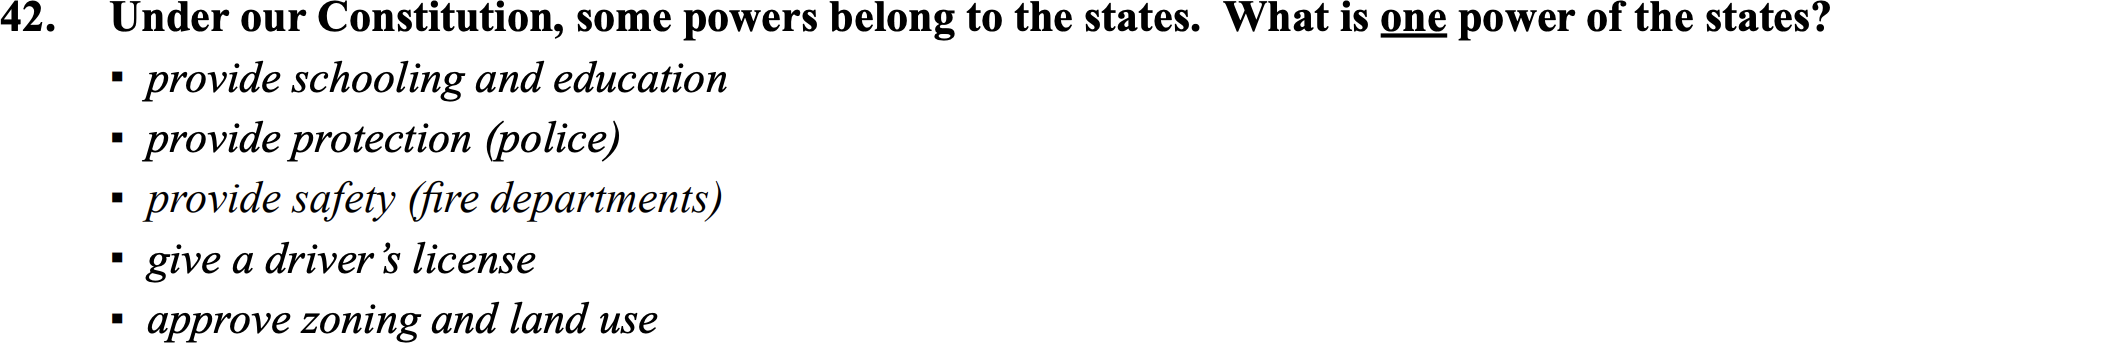 42. Under our Constitution, some powers belong to the states. What is one power of the states?
▪ provide schooling and education
▪ provide protection (police)
▪ provide safety (fire departments)
▪ give a driver’s license
▪ approve zoning and land use